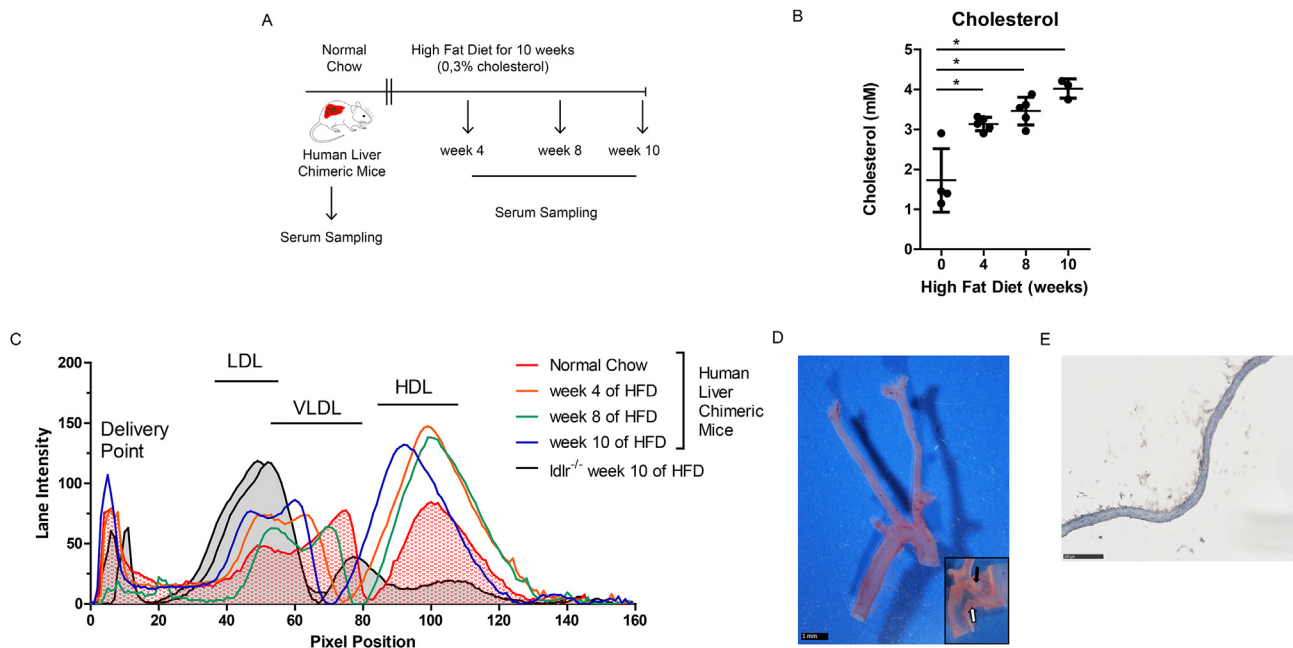 A
Normal
Chow
High Fat Diet for 10 weeks
(0,3% cholesterol)
Human Liver
Chimeric Mice
week 4
week 8
week 10
Serum Sampling
Serum Sampling
B
Cholesterol
*
*
*
Cholesterol (mM)
5
4
3
2
1
0
0
4
8
10
High Fat Diet (weeks)
C
Lane Intensity
200
150
100
50
0
Delivery
Point
LDL
VLDL
HDL
Normal Chow
week 4 of HFD
week 8 of HFD
week 10 of HFD
ldlr-/- week 10 of HFD
Human
Liver
Chimeric
Mice
0
20
40
60
80
100
120
140
160
Pixel Position
D
1 mm
E